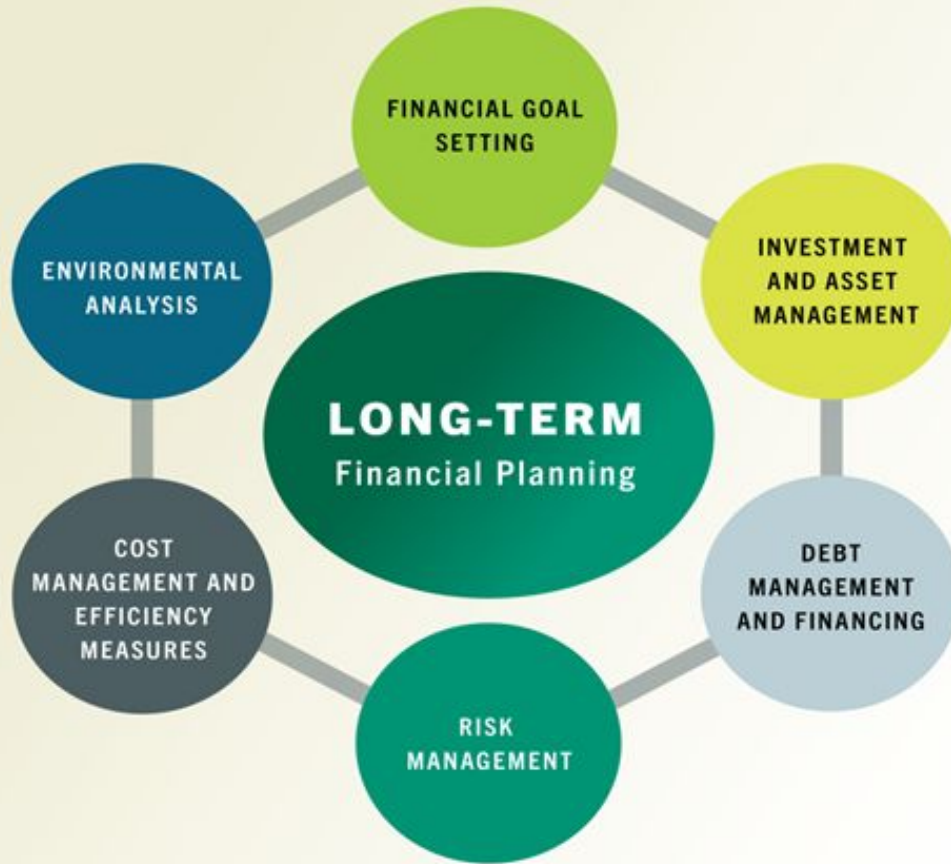 FINANCIAL GOAL
SETTING
INVESTMENT
AND ASSET
MANAGEMENT
DEBT
MANAGEMENT
AND FINANCING
RISK
MANAGEMENT
COST
MANAGEMENT AND
EFFICIENCY
MEASURES
ENVIRONMENTAL
ANALYSIS
LONG-TERM
Financial Planning